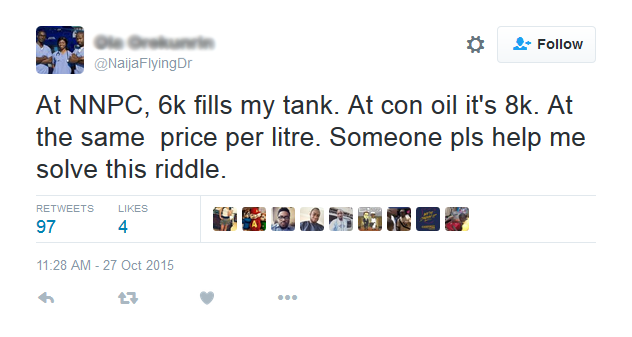 @NaijaFlyingDr
Follow
At NNPC, 6k fills my tank. At con oil it's 8k. At
the same  price per litre. Someone pls help me
solve this riddle.
RETWEETS LIKES
97 4
11:28 AM - 27 Oct 2015